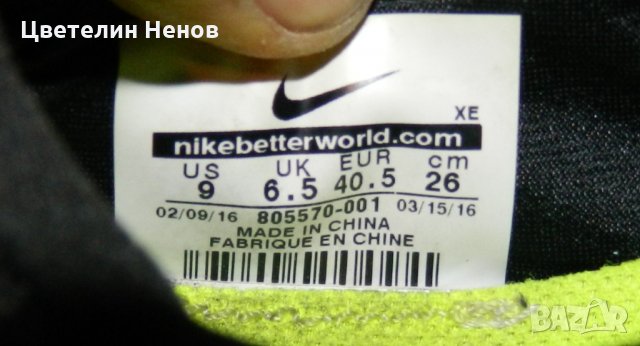 Цветелин Ненов
XE
nikebetterworld.com
US UK EUR cm
9 6.5 40.5 26
02/09/16 805570-001 03/15/16
MADE IN CHINA
FABRIQUE EN CHINE
BAZAR